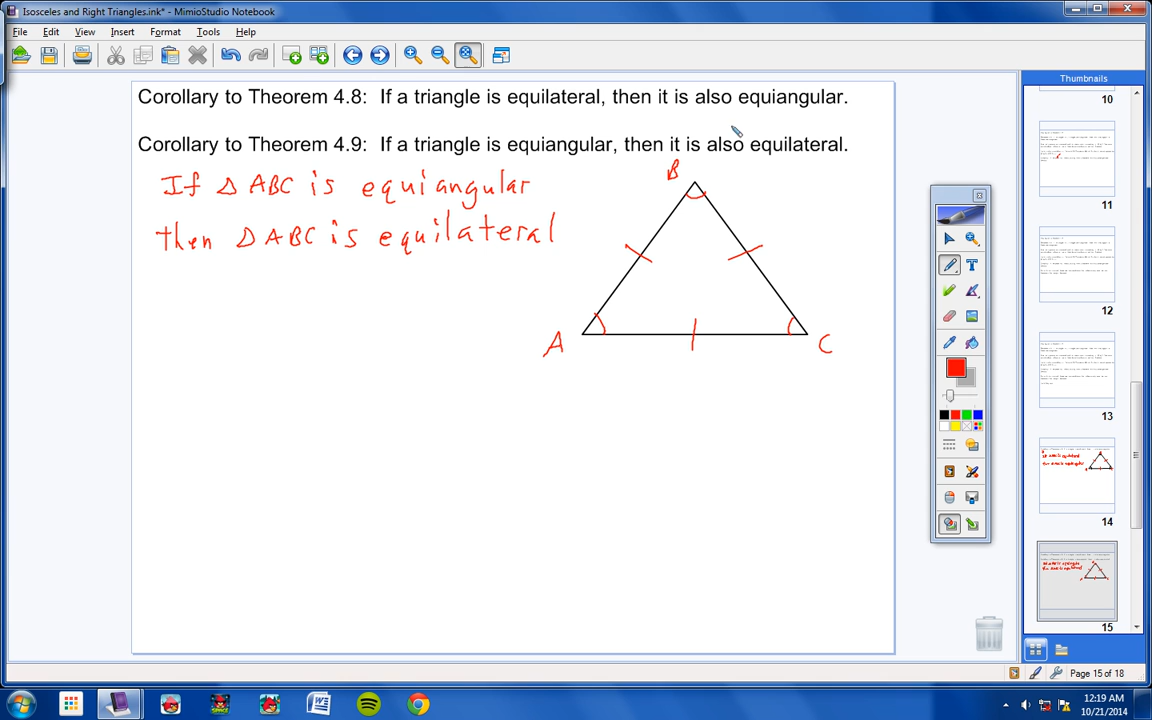 Isosceles and Right Triangles.ink* - MimioStudio Notebook
File Edit View Insert Format Tools Help
Corollary to Theorem 4.8: If a triangle is equilateral, then it is also equiangular.
Corollary to Theorem 4.9: If a triangle is equiangular, then it is also equilateral.
If △ ABC is equiangular
then △ ABC is equilateral
B
A
C
T
Thumbnails
10
11
12
13
14
15
Page 15 of 18
12:19 AM
10/21/2014